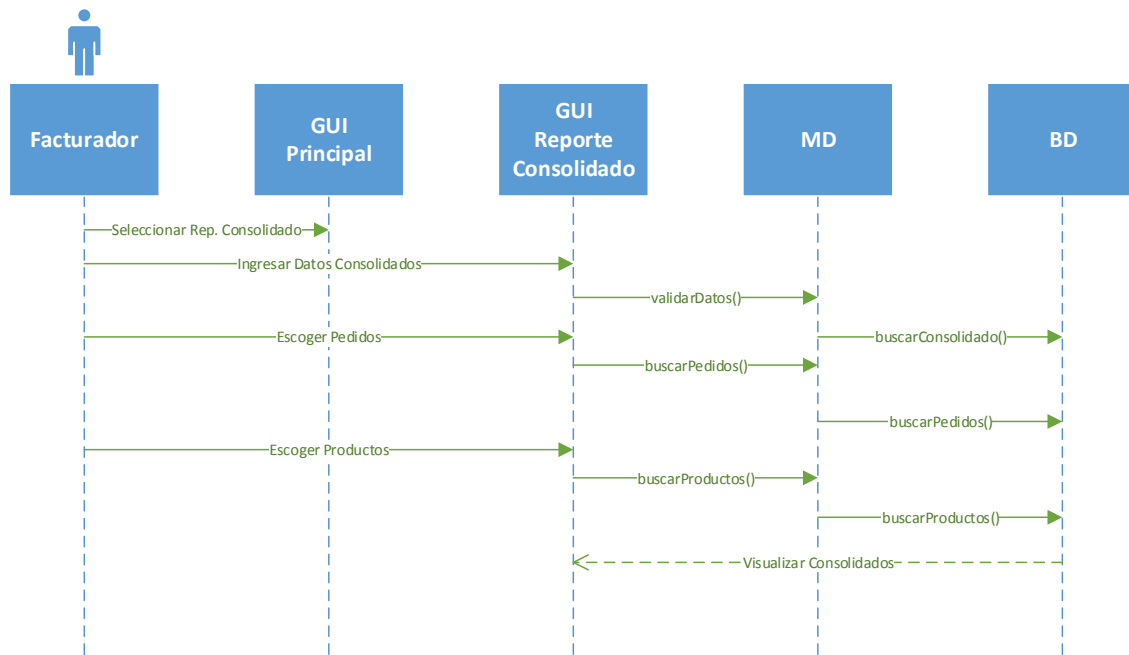 Facturador
GUI
Principal
GUI
Reporte
Consolidado
MD
BD
Seleccionar Rep. Consolidado
Ingresar Datos Consolidados
validarDatos()
Escoger Pedidos
buscarConsolidado()
buscarPedidos()
buscarPedidos()
Escoger Productos
buscarProductos()
buscarProductos()
Visualizar Consolidados